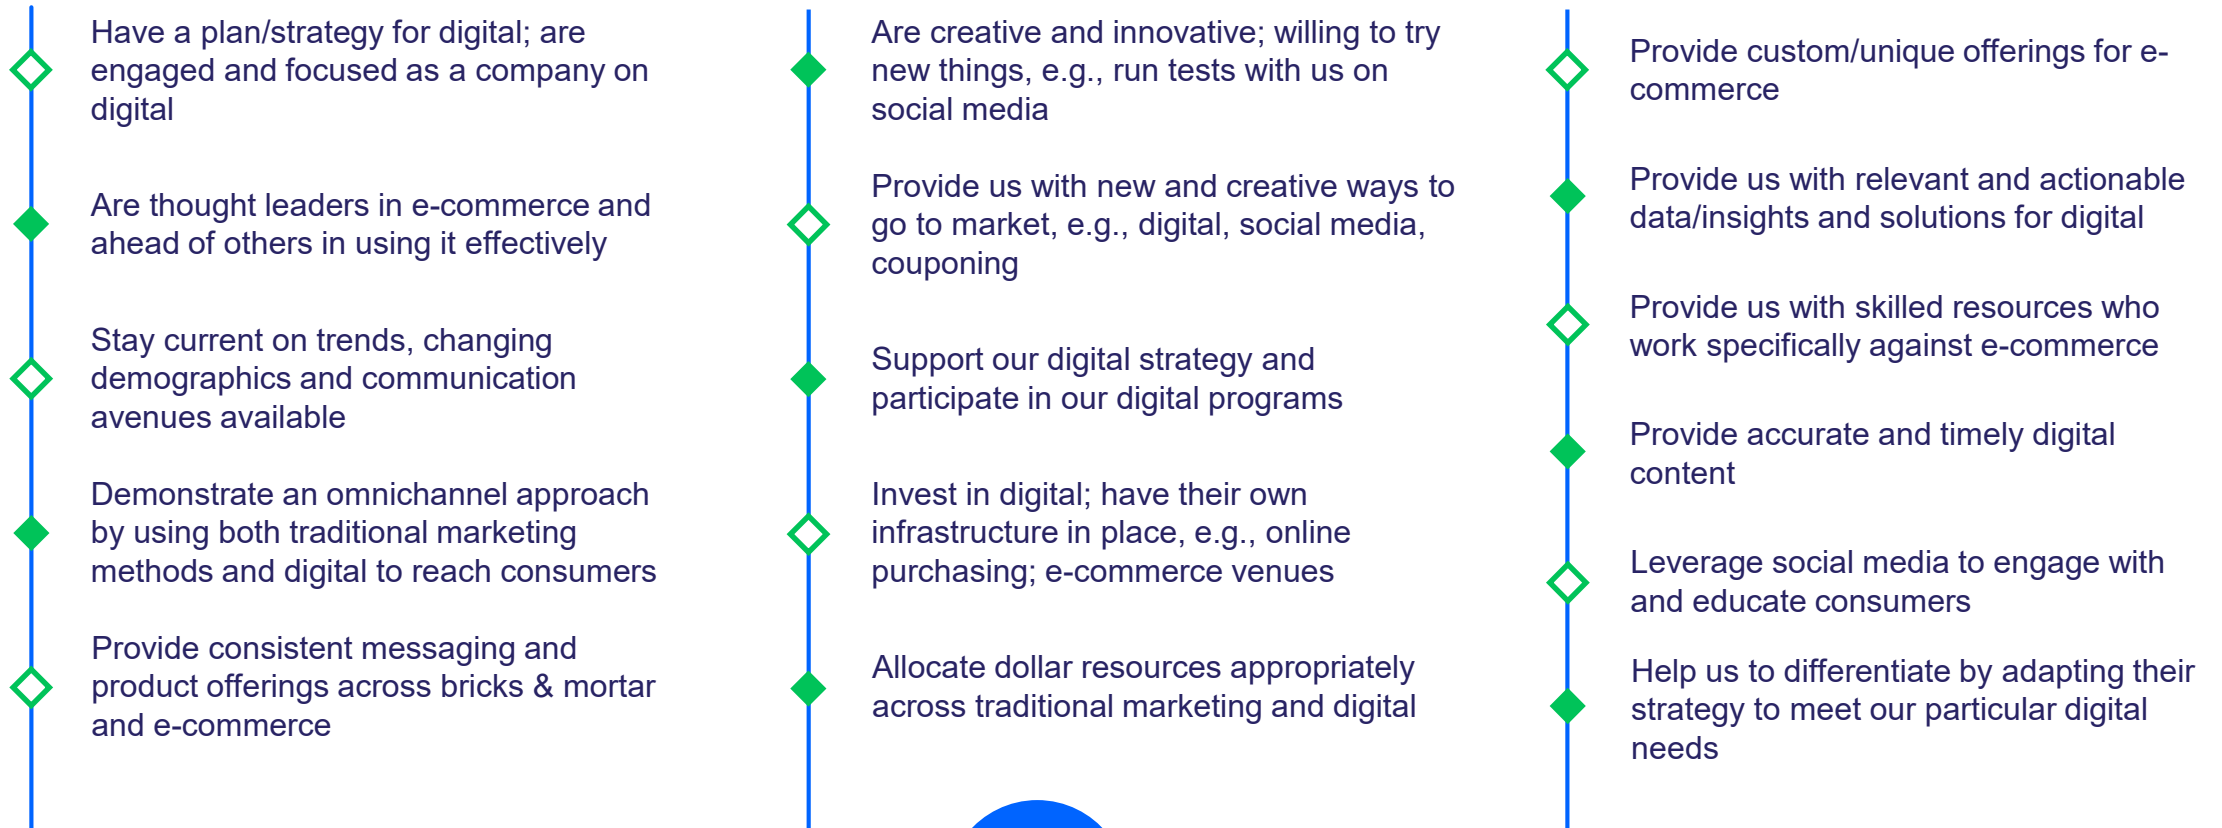 Have a plan/strategy for digital; are
engaged and focused as a company on
digital
Are thought leaders in e-commerce and
ahead of others in using it effectively
Stay current on trends, changing
demographics and communication
avenues available
Demonstrate an omnichannel approach
by using both traditional marketing
methods and digital to reach consumers
Provide consistent messaging and
product offerings across bricks & mortar
and e-commerce
Are creative and innovative; willing to try
new things, e.g., run tests with us on
social media
Provide us with new and creative ways to
go to market, e.g., digital, social media,
couponing
Support our digital strategy and
participate in our digital programs
Invest in digital; have their own
infrastructure in place, e.g., online
purchasing; e-commerce venues
Allocate dollar resources appropriately
across traditional marketing and digital
Provide custom/unique offerings for e-
commerce
Provide us with relevant and actionable
data/insights and solutions for digital
Provide us with skilled resources who
work specifically against e-commerce
Provide accurate and timely digital
content
Leverage social media to engage with
and educate consumers
Help us to differentiate by adapting their
strategy to meet our particular digital
needs